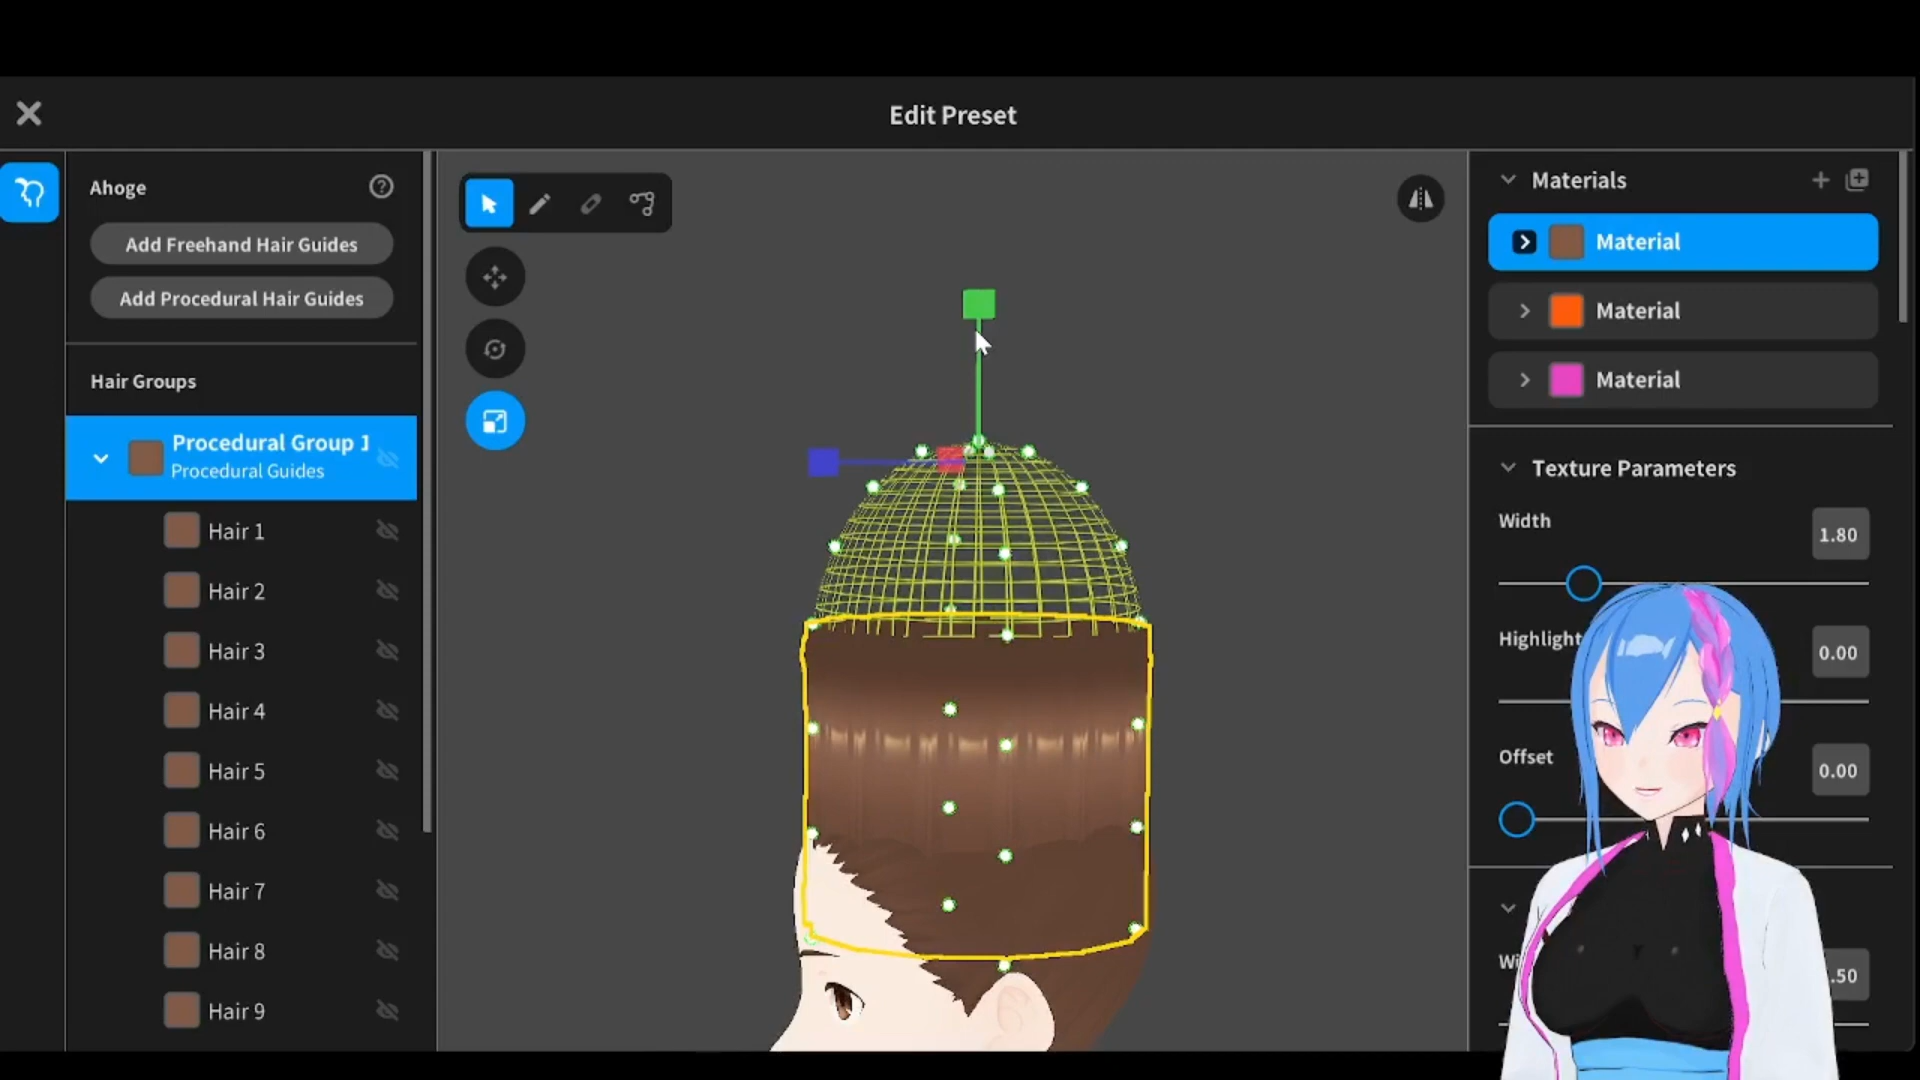 Edit Preset
Ahoge
Add Freehand Hair Guides
Add Procedural Hair Guides
Hair Groups
Procedural Group 1
Procedural Guides
Hair 1
Hair 2
Hair 3
Hair 4
Hair 5
Hair 6
Hair 7
Hair 8
Hair 9
Materials
Material
Material
Material
Texture Parameters
Width
1.80
Highlight
0.00
Offset
0.00
Wi
.50